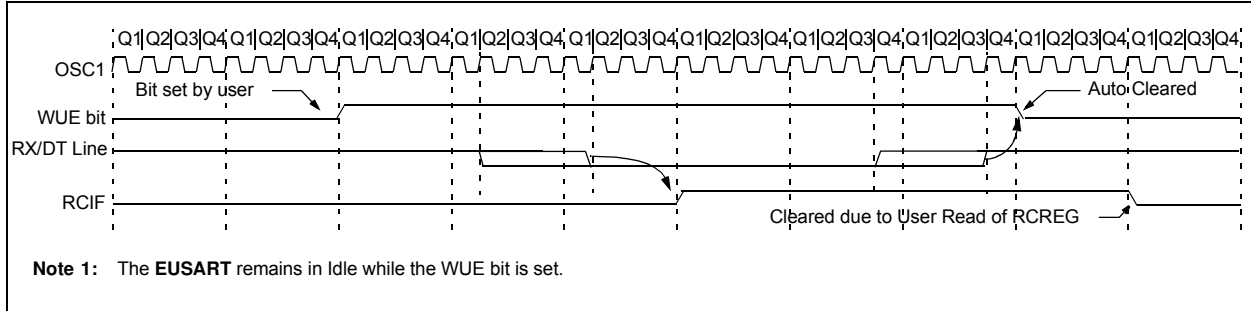 Q1 Q2 Q3 Q4 Q1 Q2 Q3 Q4 Q1 Q2 Q3 Q4 Q1 Q2 Q3 Q4 Q1 Q2 Q3 Q4 Q1 Q2 Q3 Q4 Q1 Q2 Q3 Q4 Q1 Q2 Q3 Q4 Q1 Q2 Q3 Q4 Q1 Q2 Q3 Q4
OSC1
Bit set by user
Auto Cleared
WUE bit
RX/DT Line
RCIF
Cleared due to User Read of RCREG
Note 1: The EUSART remains in Idle while the WUE bit is set.